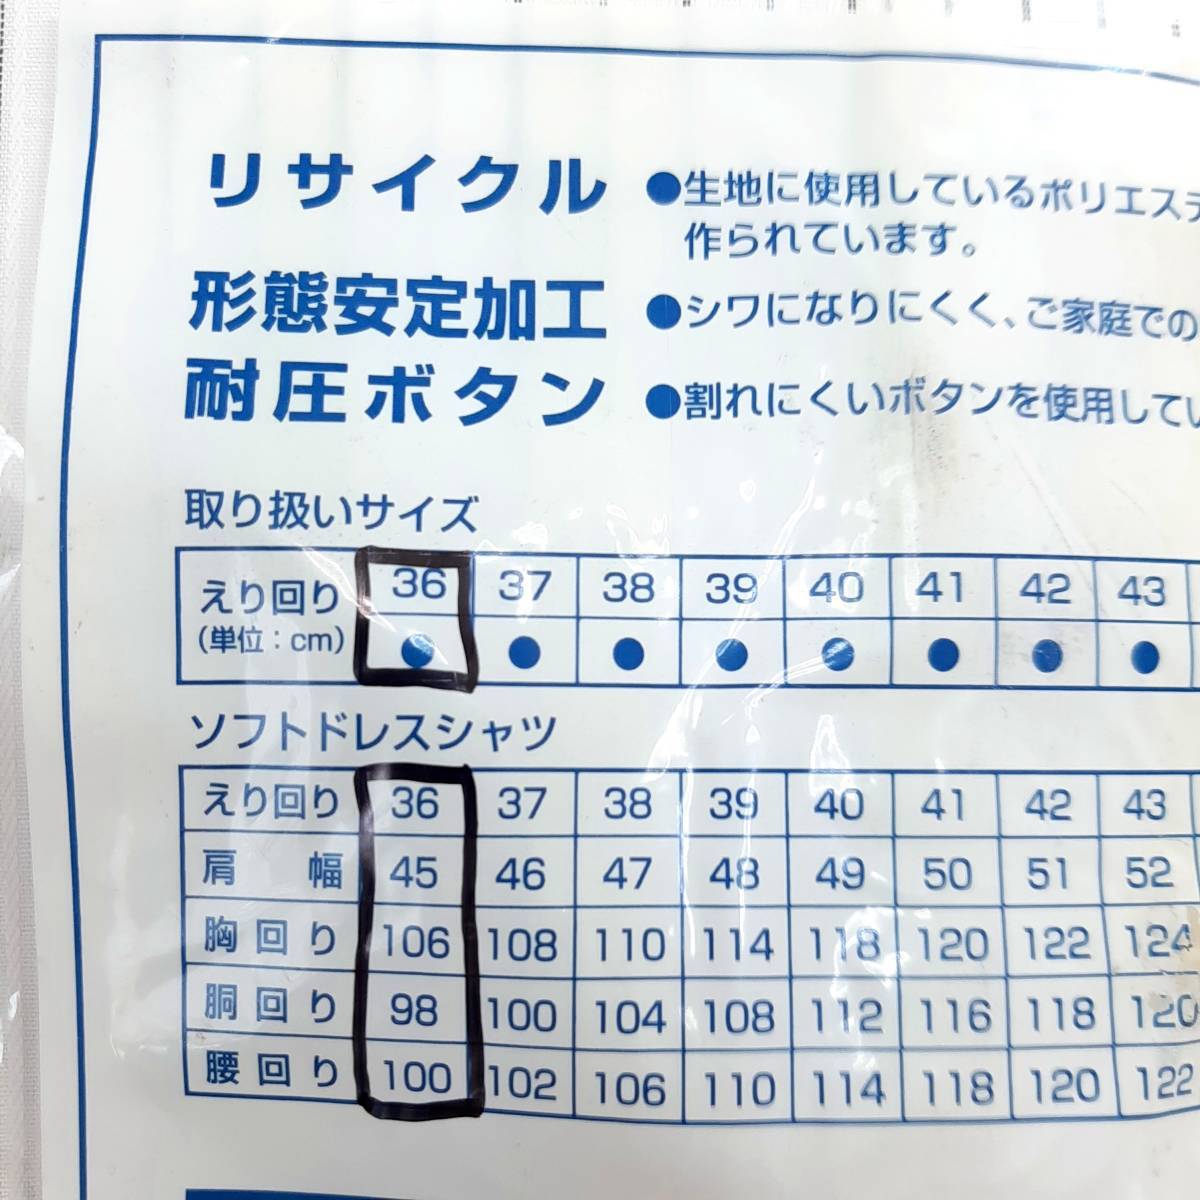 リサイクル ●生地に使用しているポリエステ
作られています。
形態安定加工 ●シワになりにくく、ご家庭での
耐圧ボタン ●割れにくいボタンを使用してい
取り扱いサイズ
えり回り 36 37 38 39 40 41 42 43
(単位:cm) ● ● ● ● ● ● ● ●
ソフトドレスシャツ
えり回り 36 37 38 39 40 41 42 43
肩幅 45 46 47 48 49 50 51 52
胸回り 106 108 110 114 118 120 122 124
胴回り 98 100 104 108 112 116 118 120
腰回り 100 102 106 110 114 118 120 122